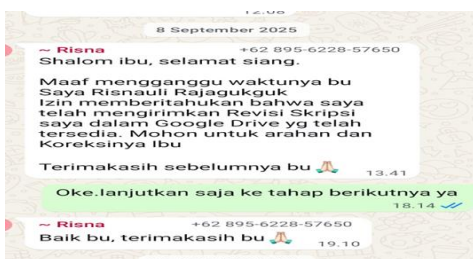 12.08
8 September 2025
~ Risna +62 895-6228-57650
Shalom ibu, selamat siang.
Maaf mengganggu waktunya bu
Saya Risnauli Rajagukguk
Izin memberitahukan bahwa saya
telah mengirimkan Revisi Skripsi
saya dalam Google Drive yg telah
tersedia. Mohon untuk arahan dan
Koreksinya Ibu
Terimakasih sebelumnya bu 🙏🏻
13.41
Oke.lanjutkan saja ke tahap berikutnya ya
18.14
~ Risna +62 895-6228-57650
Baik bu, terimakasih bu 🙏🏻
19.10